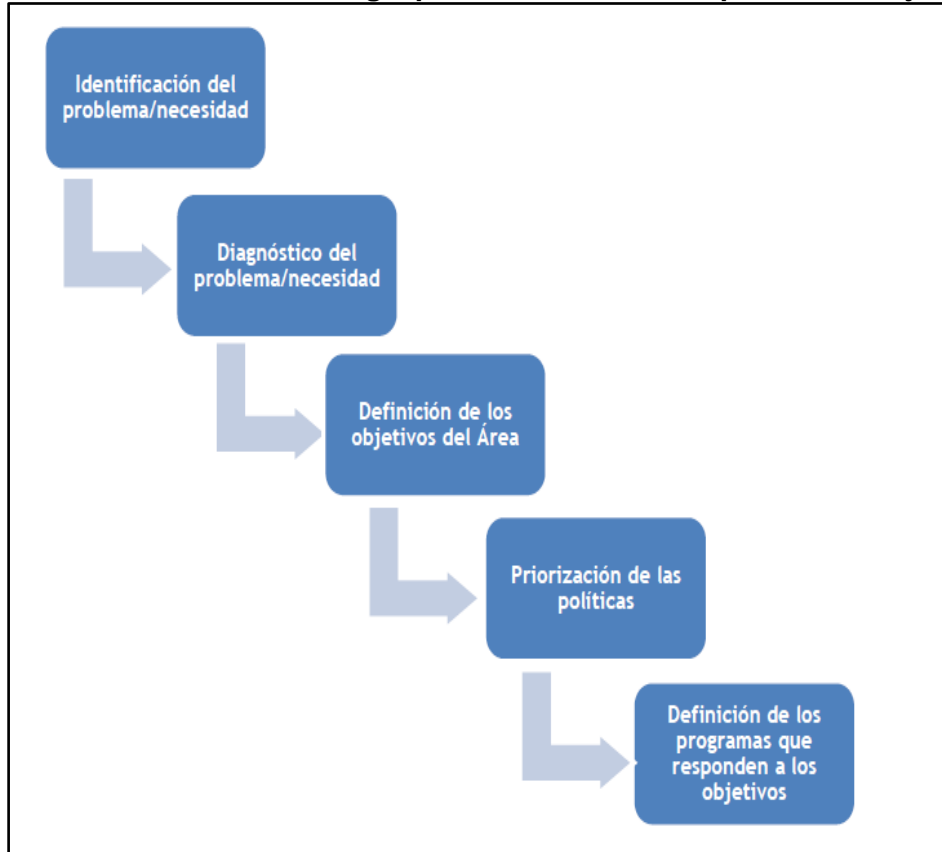 Identificación del
problema/necesidad
Diagnóstico del
problema/necesidad
Definición de los
objetivos del Área
Priorización de las
políticas
Definición de los
programas que
responden a los
objetivos